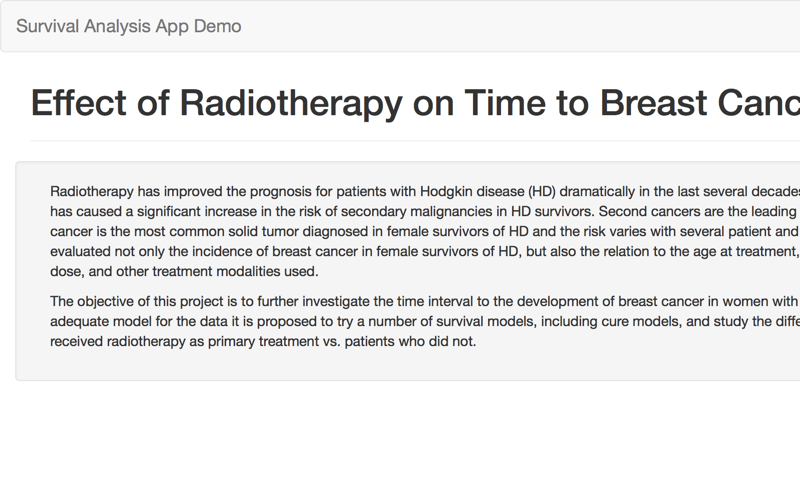 Survival Analysis App Demo
Effect of Radiotherapy on Time to Breast Canc
Radiotherapy has improved the prognosis for patients with Hodgkin disease (HD) dramatically in the last several decades
has caused a significant increase in the risk of secondary malignancies in HD survivors. Second cancers are the leading
cancer is the most common solid tumor diagnosed in female survivors of HD and the risk varies with several patient and
evaluated not only the incidence of breast cancer in female survivors of HD, but also the relation to the age at treatment,
dose, and other treatment modalities used.
The objective of this project is to further investigate the time interval to the development of breast cancer in women with
adequate model for the data it is proposed to try a number of survival models, including cure models, and study the diffe
received radiotherapy as primary treatment vs. patients who did not.